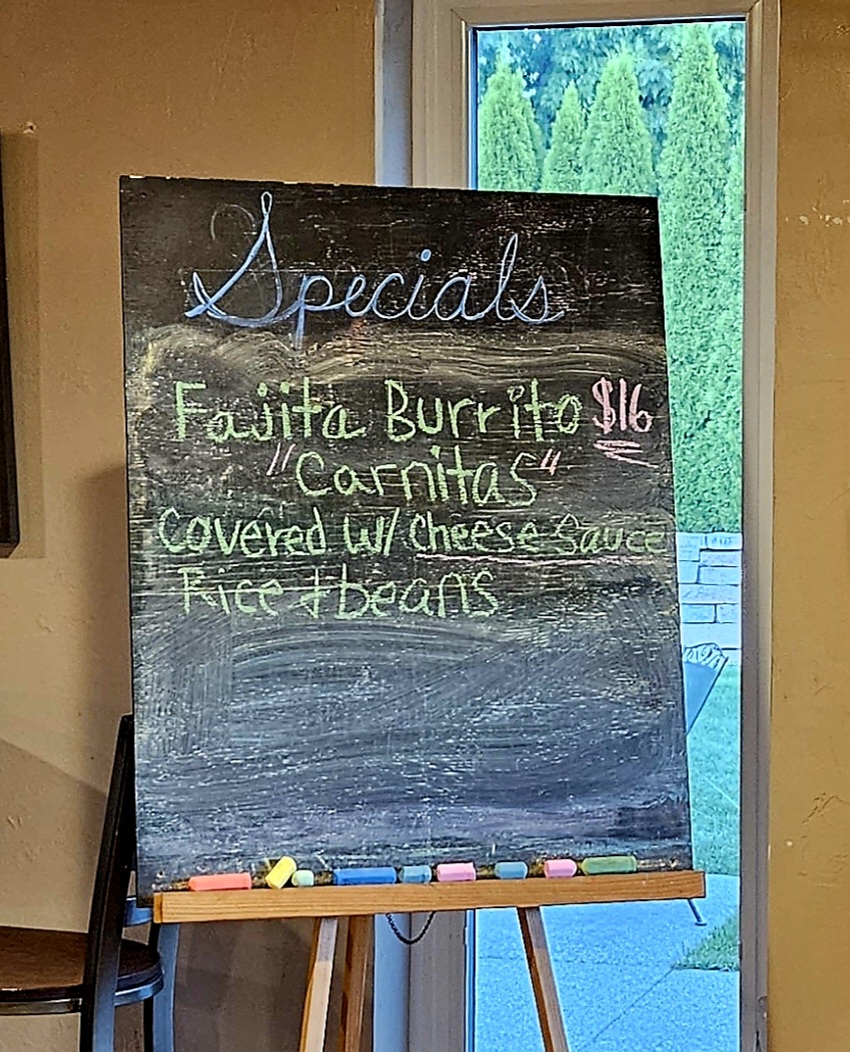 Specials
Fajita Burrito $16
"Carnitas"
Covered w/ Cheese Sauce
Rice + beans